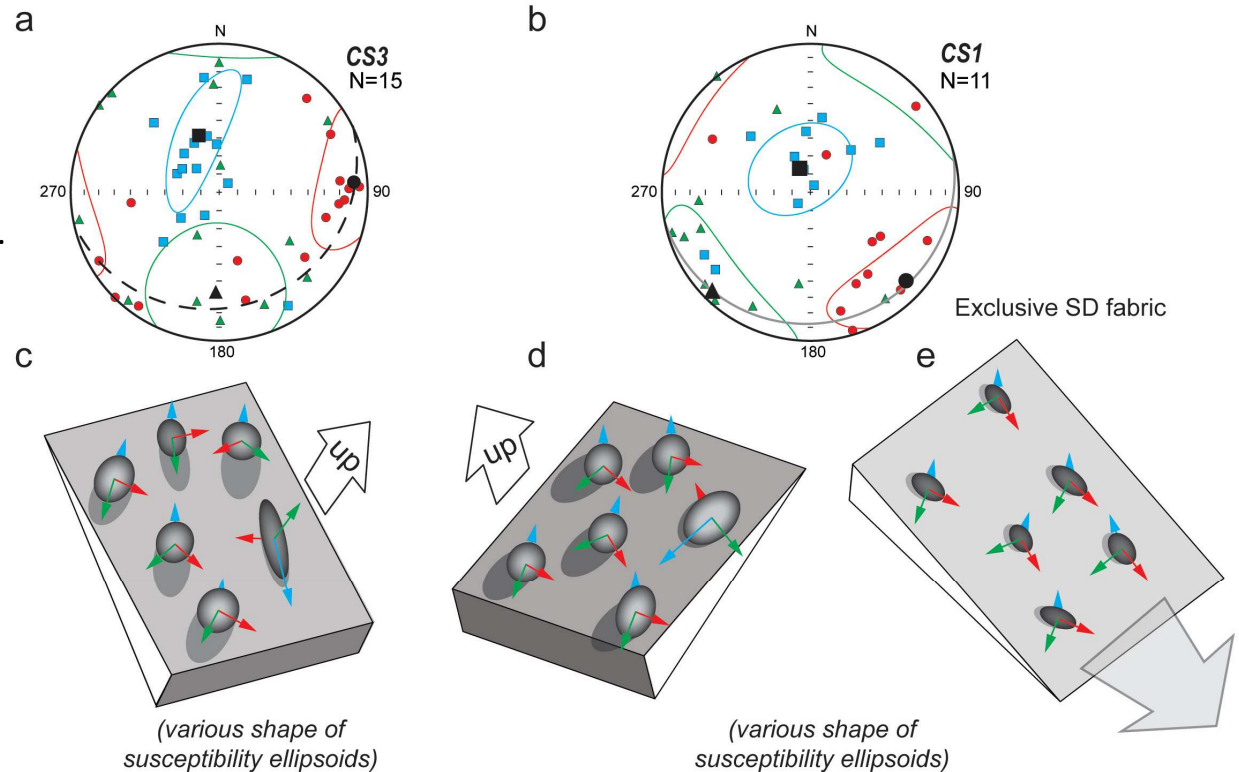 a
N
CS3
N=15
270
90
180
b
N
CS1
N=11
270
90
180
Exclusive SD fabric
c
up
d
up
e
(various shape of
susceptibility ellipsoids)
(various shape of
susceptibility ellipsoids)